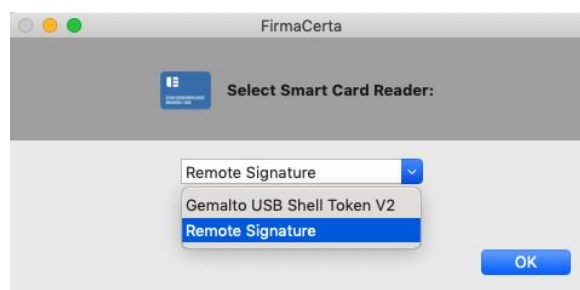 FirmaCerta
Select Smart Card Reader:
Remote Signature
Gemalto USB Shell Token V2
Remote Signature
OK